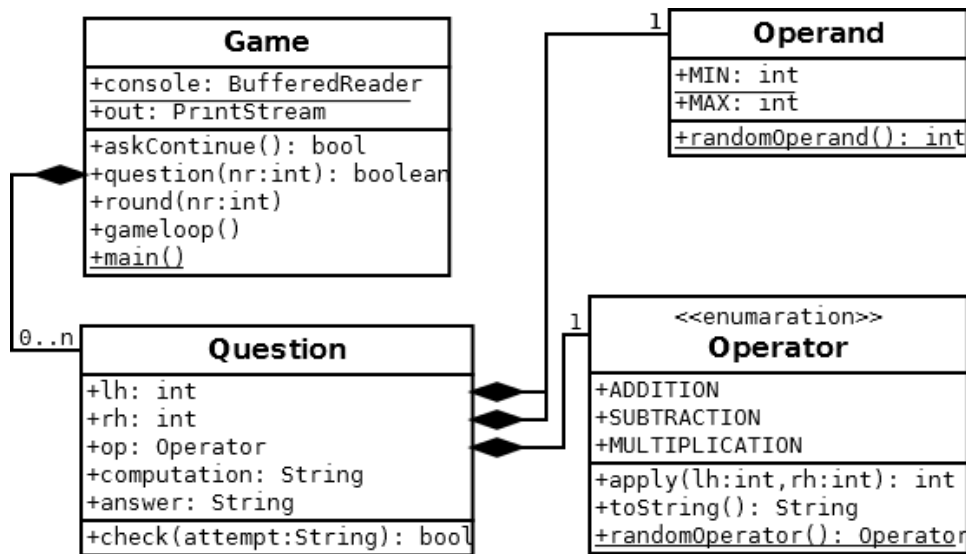 Game
+console: BufferedReader
+out: PrintStream
+askContinue(): bool
+question(nr:int): boolean
+round(nr:int)
+gameloop()
+main()
1
Operand
+MIN: int
+MAX: int
+randomOperand(): int
0..n
Question
+lh: int
+rh: int
+op: Operator
+computation: String
+answer: String
+check(attempt:String): bool
1
<<enumaration>>
Operator
+ADDITION
+SUBTRACTION
+MULTIPLICATION
+apply(lh:int,rh:int): int
+toString(): String
+randomOperator(): Operator